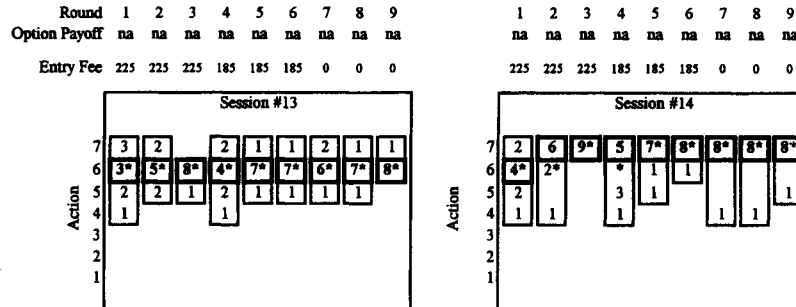 Round 1 2 3 4 5 6 7 8 9 1 2 3 4 5 6 7 8 9
Option Payoff na na na na na na na na na na na na na na na na na na
Entry Fee 225 225 225 185 185 185 0 0 0 225 225 225 185 185 185 0 0 0
Session #13 Session #14
7 3 2 2 1 1 2 1 1 7 2 6 9* 5 7* 8* 8* 8* 8*
6 3* 5* 8* 4* 7* 7* 6* 7* 8* 6 4* 2* * 1 1
5 2 2 1 2 1 1 1 1 5 2 3 1 1
4 1 1 4 1 1 1 1 1
Action Action
3 3
2 2
1 1